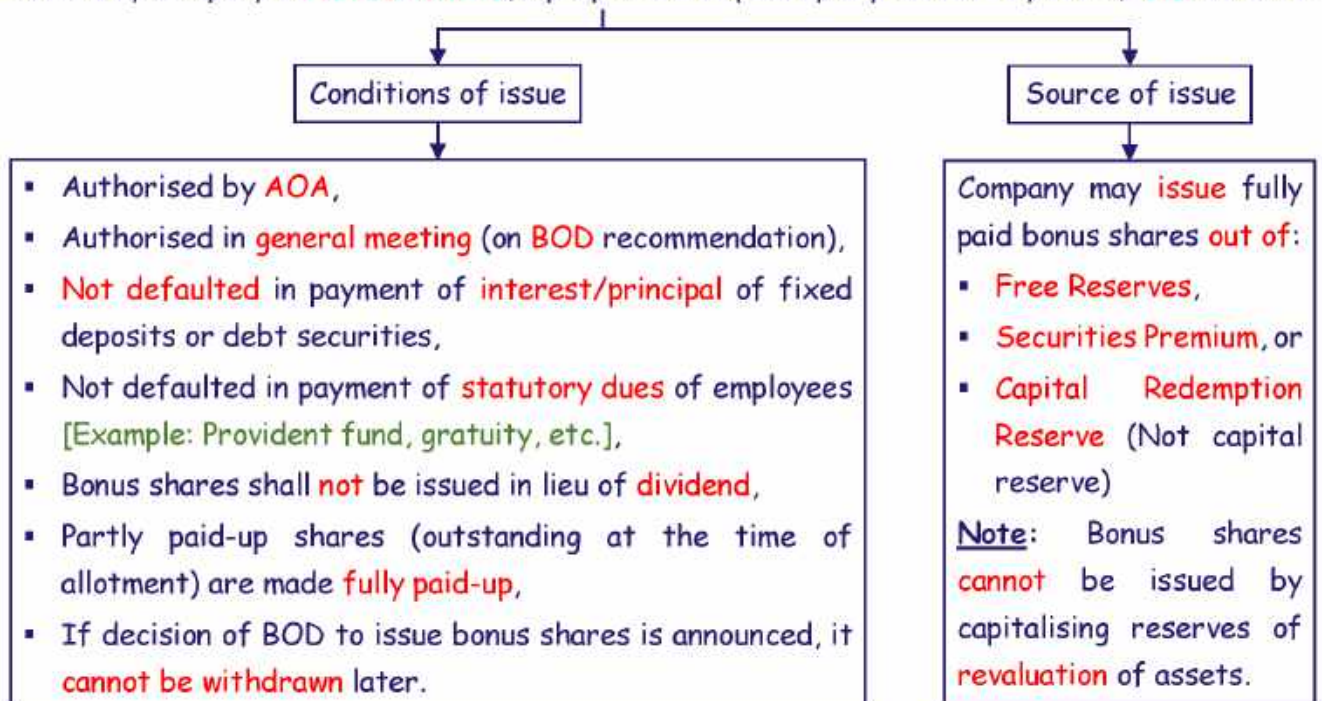 Conditions of issue
Source of issue
▪ Authorised by AOA,
▪ Authorised in general meeting (on BOD recommendation),
▪ Not defaulted in payment of interest/principal of fixed
deposits or debt securities,
▪ Not defaulted in payment of statutory dues of employees
[Example: Provident fund, gratuity, etc.],
▪ Bonus shares shall not be issued in lieu of dividend,
▪ Partly paid-up shares (outstanding at the time of
allotment) are made fully paid-up,
▪ If decision of BOD to issue bonus shares is announced, it
cannot be withdrawn later.
Company may issue fully
paid bonus shares out of:
▪ Free Reserves,
▪ Securities Premium, or
▪ Capital Redemption
Reserve (Not capital
reserve)
Note: Bonus shares
cannot be issued by
capitalising reserves of
revaluation of assets.